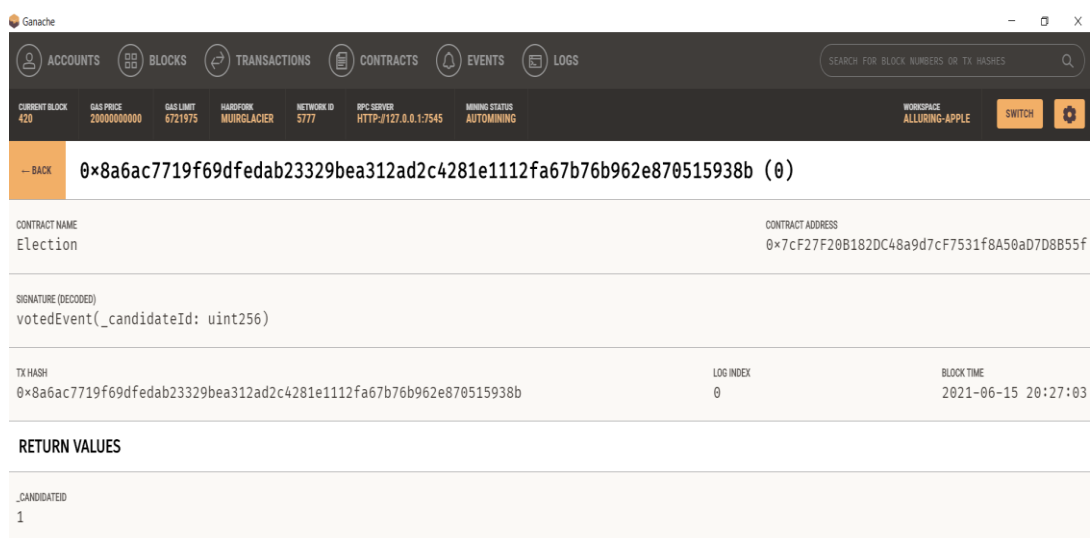 Ganache
ACCOUNTS BLOCKS TRANSACTIONS CONTRACTS EVENTS LOGS SEARCH FOR BLOCK NUMBERS OR TX HASHES
CURRENT BLOCK GAS PRICE GAS LIMIT HARDFORK NETWORK ID RPC SERVER MINING STATUS WORKSPACE
420 20000000000 6721975 MUIRGLACIER 5777 HTTP://127.0.0.1:7545 AUTOMINING ALLURING-APPLE SWITCH
← BACK 0×8a6ac7719f69dfedab23329bea312ad2c4281e1112fa67b76b962e870515938b (0)
CONTRACT NAME CONTRACT ADDRESS
Election 0×7cF27F20B182DC48a9d7cF7531f8A50aD7D8B55f
SIGNATURE (DECODED)
votedEvent(_candidateId: uint256)
TX HASH LOG INDEX BLOCK TIME
0×8a6ac7719f69dfedab23329bea312ad2c4281e1112fa67b76b962e870515938b 0 2021-06-15 20:27:03
RETURN VALUES
_CANDIDATEID
1